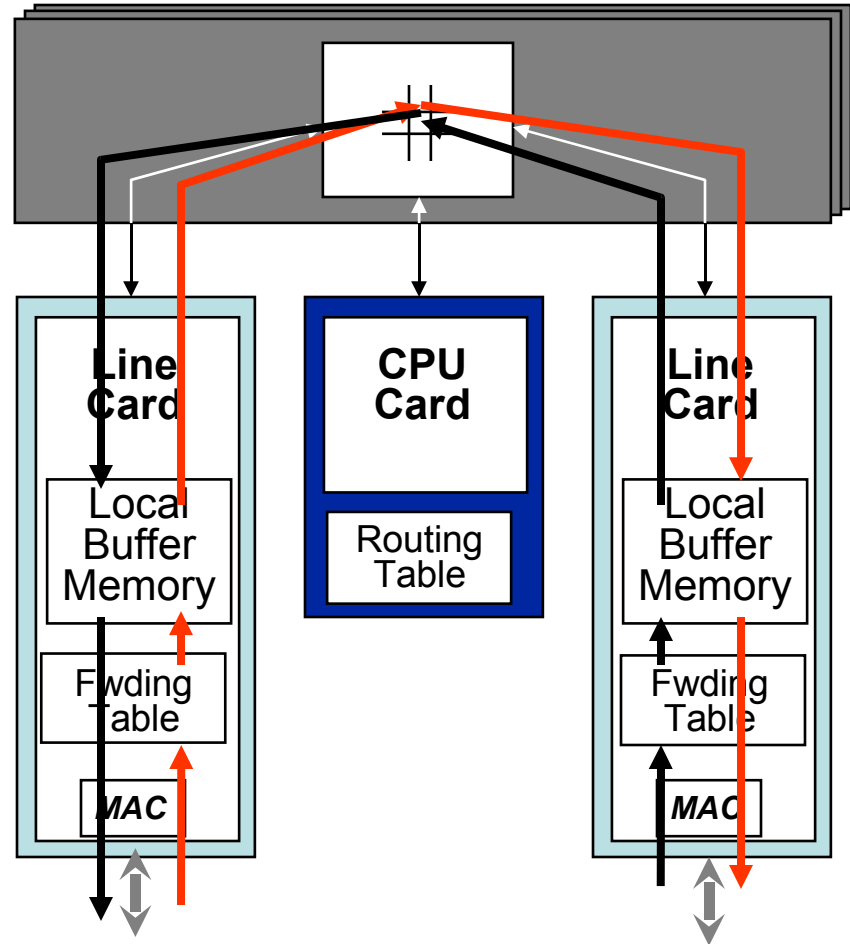 Line
Card
CPU
Card
Line
Card
Local
Buffer
Memory
Routing
Table
Local
Buffer
Memory
Fwding
Table
Fwding
Table
MAC
MAC